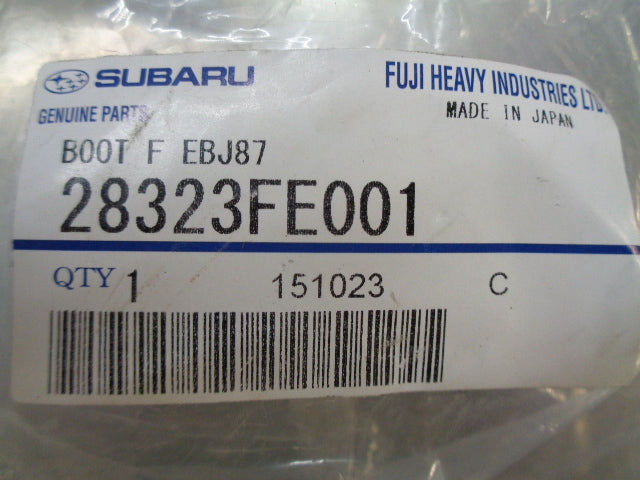 SUBARU FUJI HEAVY INDUSTRIES LTD.
GENUINE PARTS MADE IN JAPAN
BOOT F EBJ87
28323FE001
QTY 1 151023 C